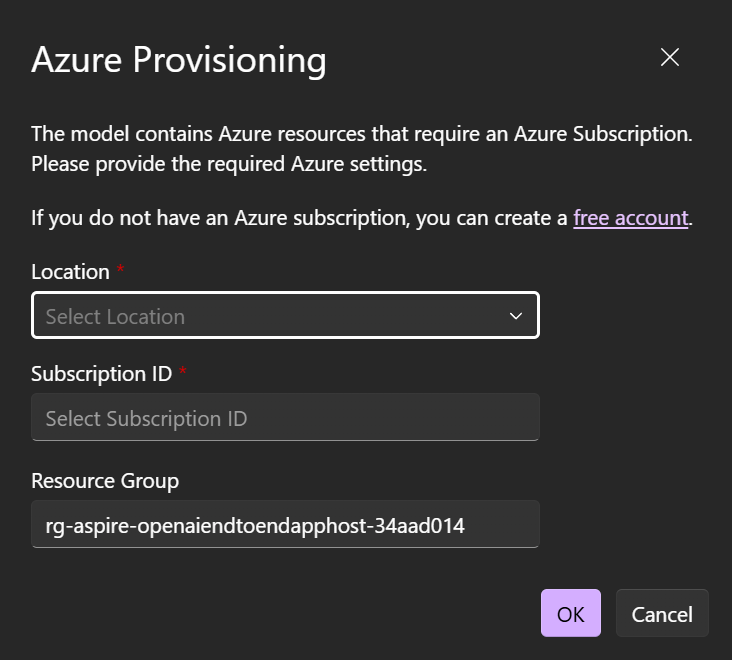 Azure Provisioning
The model contains Azure resources that require an Azure Subscription.
Please provide the required Azure settings.
If you do not have an Azure subscription, you can create a free account.
Location *
Select Location
Subscription ID *
Select Subscription ID
Resource Group
rg-aspire-openaiendtoendapphost-34aad014
OK Cancel